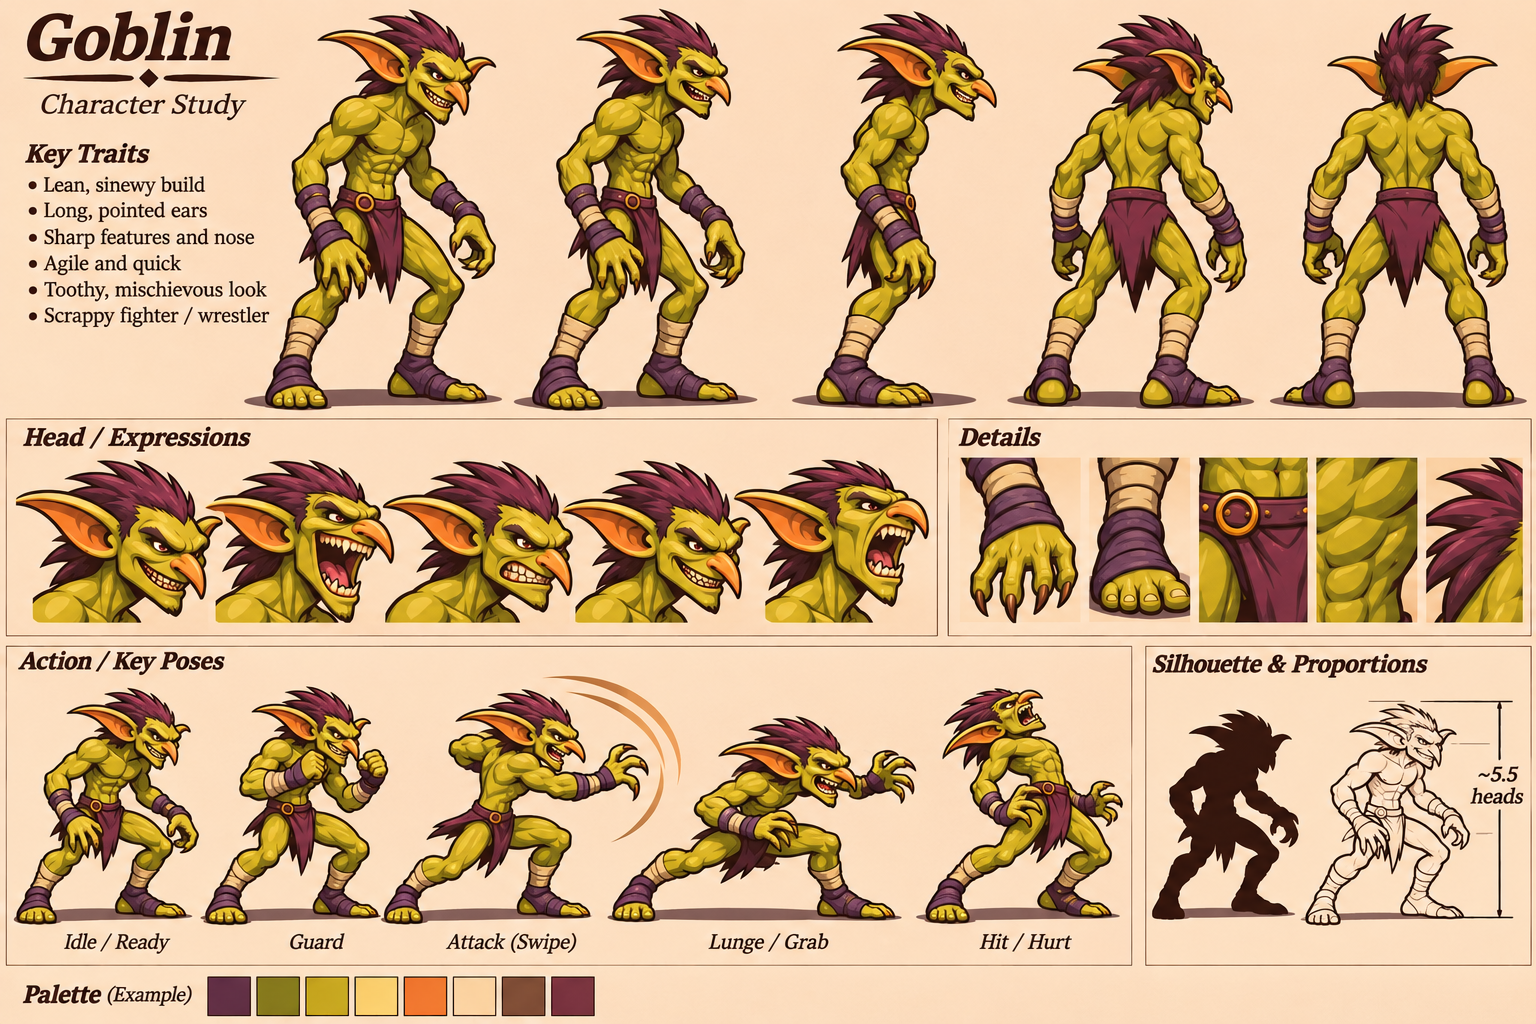 Goblin
Character Study
Key Traits
• Lean, sinewy build
• Long, pointed ears
• Sharp features and nose
• Agile and quick
• Toothy, mischievous look
• Scrappy fighter / wrestler
Head / Expressions
Details
Action / Key Poses
Idle / Ready
Guard
Attack (Swipe)
Lunge / Grab
Hit / Hurt
Silhouette & Proportions
~5.5
heads
Palette (Example)